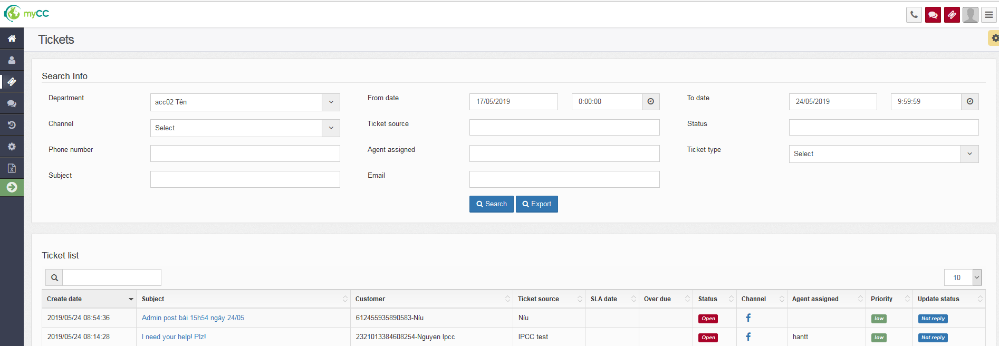 myCC
Tickets
Search Info
Department
acc02 Tên
From date
17/05/2019
0:00:00
To date
24/05/2019
9:59:59
Channel
Select
Ticket source
Status
Phone number
Agent assigned
Ticket type
Select
Subject
Email
Search
Export
Ticket list
10
Create date Subject Customer Ticket source SLA date Over due Status Channel Agent assigned Priority Update status
2019/05/24 08:54:36 Admin post bài 15h54 ngày 24/05 612455935890583-Níu Níu Open low Not reply
2019/05/24 08:14:28 I need your help! Plz! 2321013384608254-Nguyen Ipcc IPCC test Open hantt low Not reply